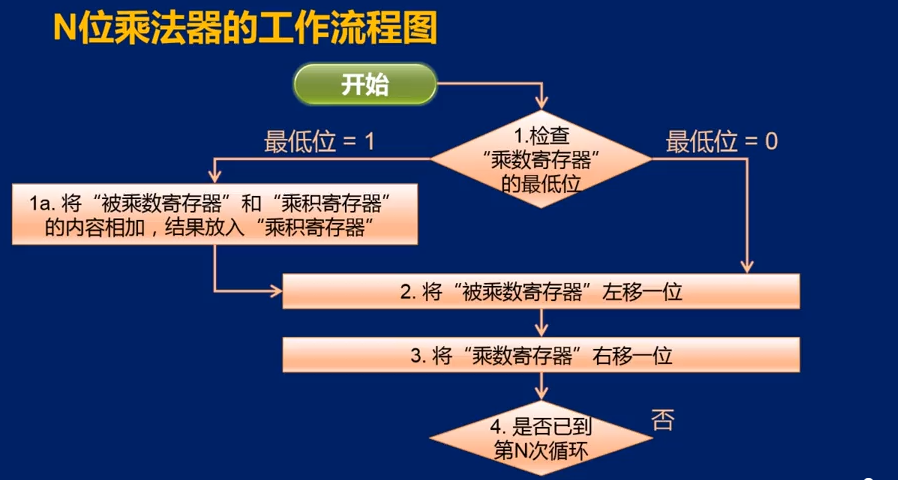 N位乘法器的工作流程图
开始
最低位 = 1
1.检查
“乘数寄存器”
的最低位
最低位 = 0
1a. 将“被乘数寄存器”和“乘积寄存器”
的内容相加，结果放入“乘积寄存器”
2. 将“被乘数寄存器”左移一位
3. 将“乘数寄存器”右移一位
4. 是否已到
第N次循环
否